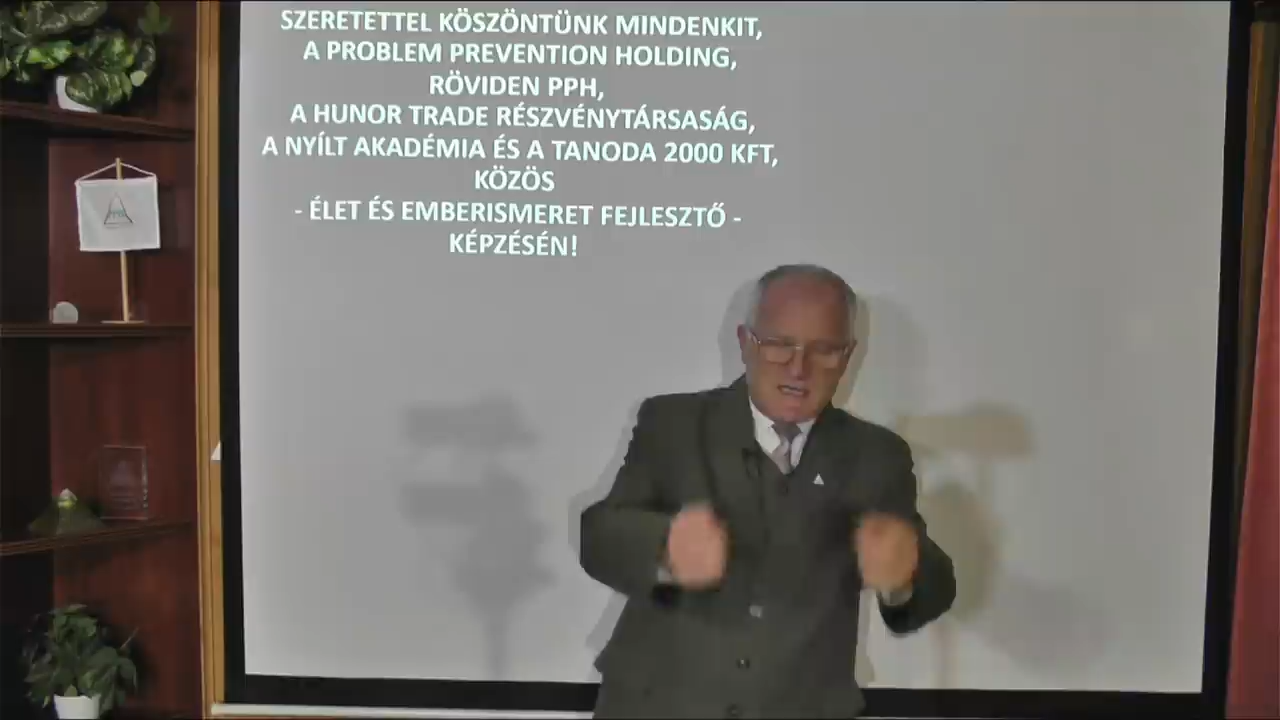 SZERETETTEL KÖSZÖNTÜNK MINDENKIT,
A PROBLEM PREVENTION HOLDING,
RÖVIDEN PPH,
A HUNOR TRADE RÉSZVÉNYTÁRSASÁG,
A NYÍLT AKADÉMIA ÉS A TANODA 2000 KFT,
KÖZÖS
- ÉLET ÉS EMBERISMERET FEJLESZTŐ -
KÉPZÉSÉN!